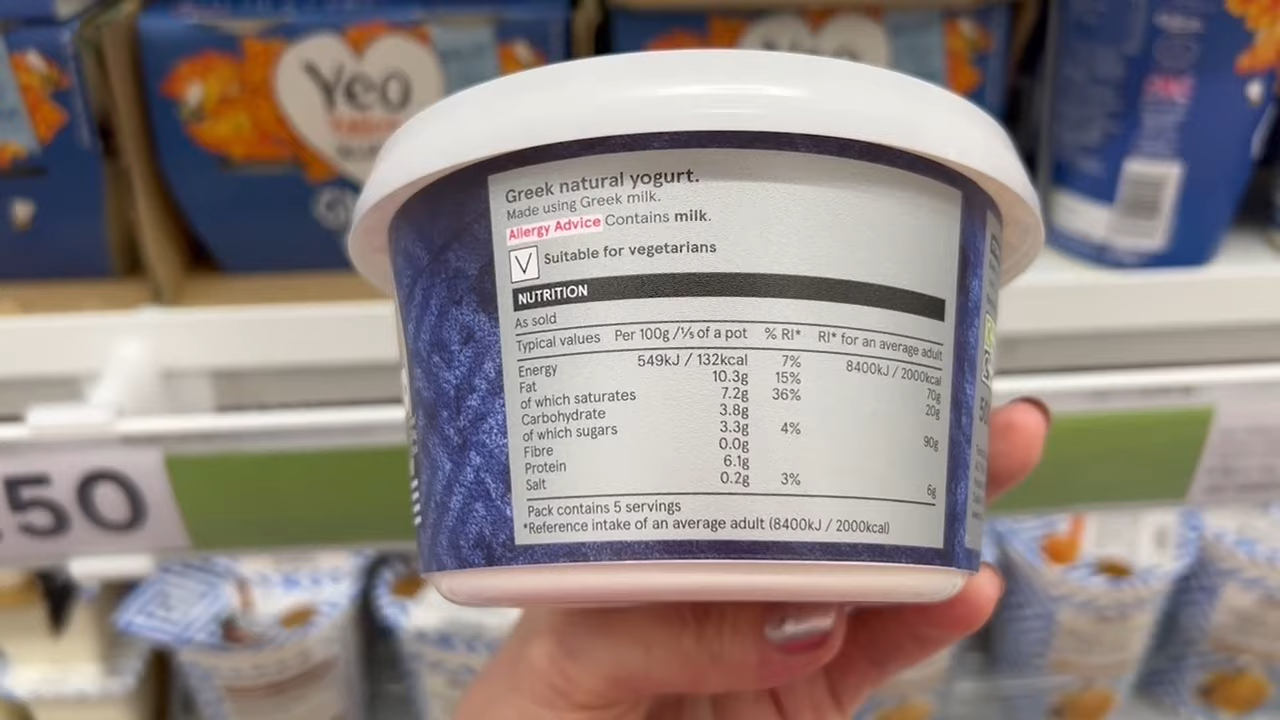 Yeo
Yeo
Greek natural yogurt.
Made using Greek milk.
Allergy Advice Contains milk.
V Suitable for vegetarians
NUTRITION
As sold
Typical values Per 100g /⅕ of a pot % RI* RI* for an average adult
Energy 549kJ / 132kcal 7% 8400kJ / 2000kcal
Fat 10.3g 15% 70g
of which saturates 7.2g 36% 20g
Carbohydrate 3.8g
of which sugars 3.3g 4% 90g
Fibre 0.0g
Protein 6.1g
Salt 0.2g 3% 6g
Pack contains 5 servings
*Reference intake of an average adult (8400kJ / 2000kcal)
50